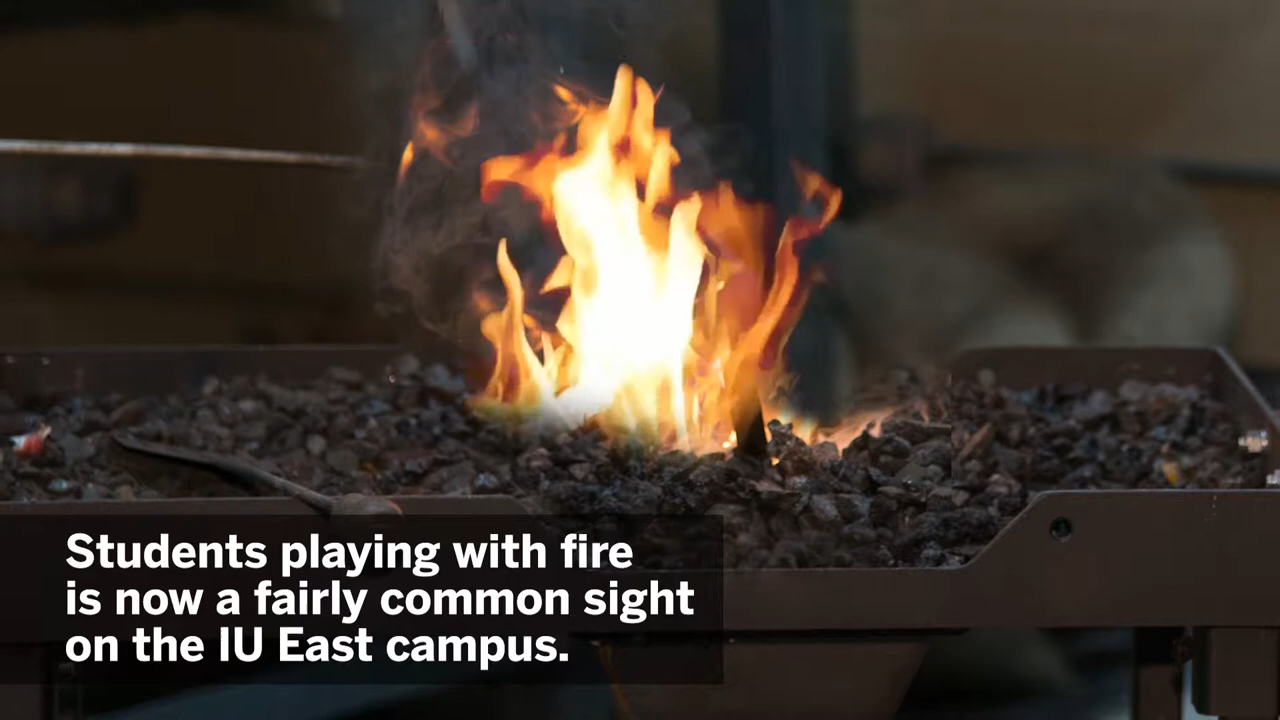 Students playing with fire
is now a fairly common sight
on the IU East campus.